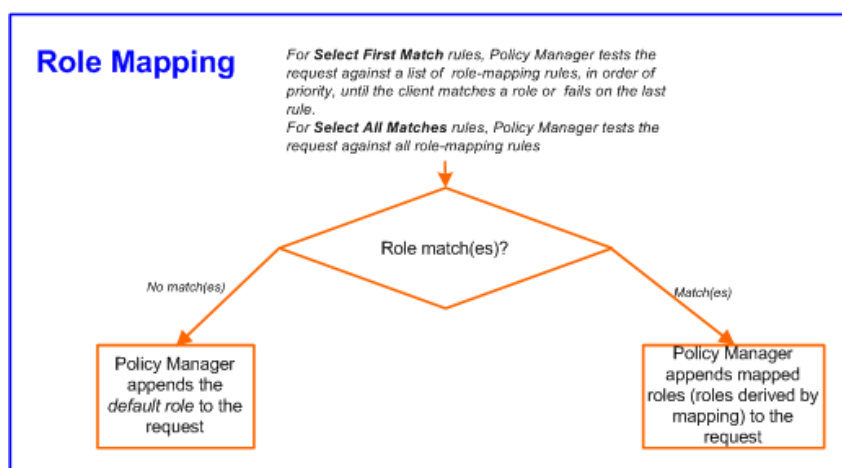 Role Mapping
For Select First Match rules, Policy Manager tests the
request against a list of role-mapping rules, in order of
priority, until the client matches a role or fails on the last
rule.
For Select All Matches rules, Policy Manager tests the
request against all role-mapping rules
Role match(es)?
No match(es)
Match(es)
Policy Manager
appends the
default role to the
request
Policy Manager
appends mapped
roles (roles derived by
mapping) to the
request